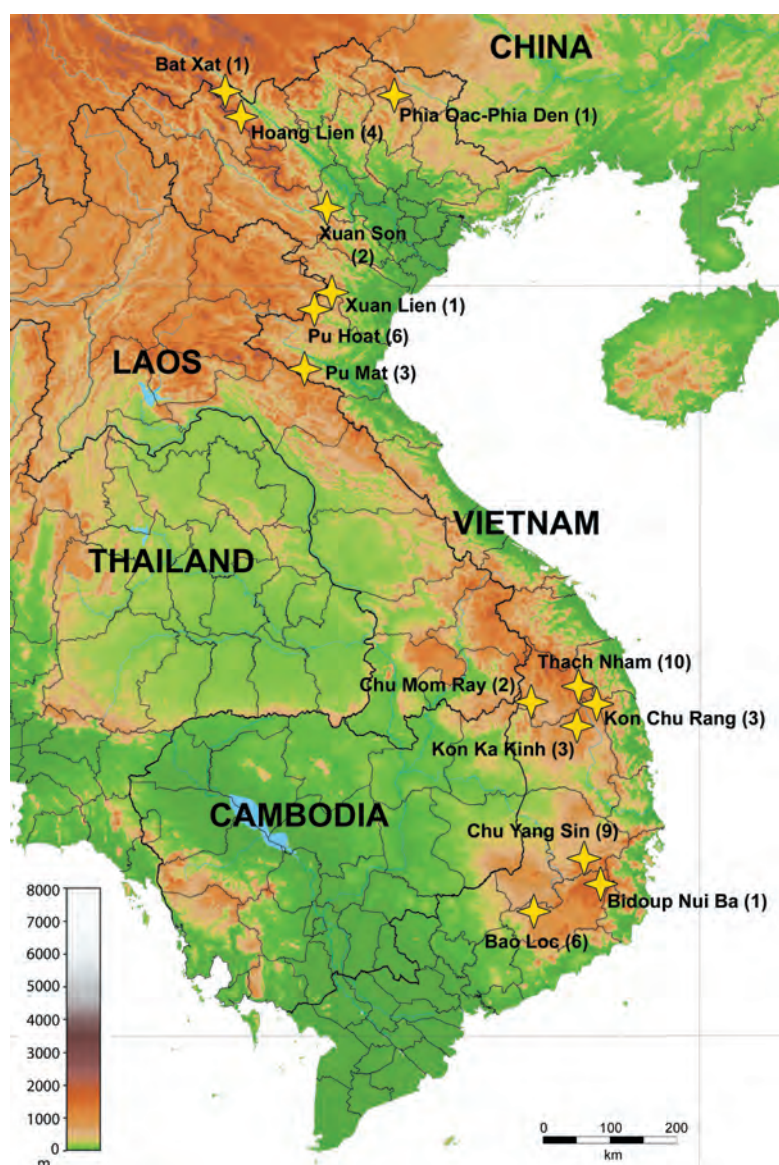 CHINA
Bat Xat (1)
Phia Oac-Phia Den (1)
Hoang Lien (4)
Xuan Son
(2)
Xuan Lien (1)
Pu Hoat (6)
LAOS
Pu Mat (3)
VIETNAM
THAILAND
Thach Nham (10)
Chu Mom Ray (2)
Kon Chu Rang (3)
Kon Ka Kinh (3)
CAMBODIA
Chu Yang Sin (9)
Bidoup Nui Ba (1)
Bao Loc (6)
8000
7000
6000
5000
4000
3000
2000
1000
0
m
0 100 200
km